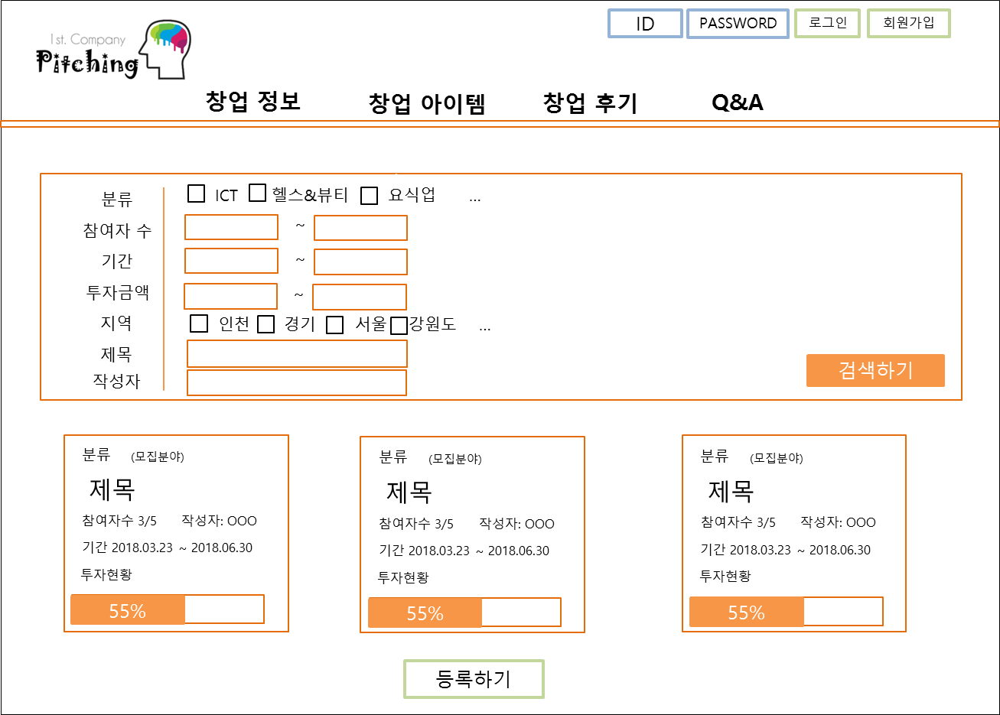 1st. Company
Pitching
ID PASSWORD 로그인 회원가입
창업 정보 창업 아이템 창업 후기 Q&A
분류 ICT 헬스&뷰티 요식업 ...
참여자 수 ~
기간 ~
투자금액 ~
지역 인천 경기 서울 강원도 ...
제목
작성자
검색하기
분류 (모집분야)
제목
참여자수 3/5 작성자: OOO
기간 2018.03.23 ~ 2018.06.30
투자현황
55%
분류 (모집분야)
제목
참여자수 3/5 작성자: OOO
기간 2018.03.23 ~ 2018.06.30
투자현황
55%
분류 (모집분야)
제목
참여자수 3/5 작성자: OOO
기간 2018.03.23 ~ 2018.06.30
투자현황
55%
등록하기